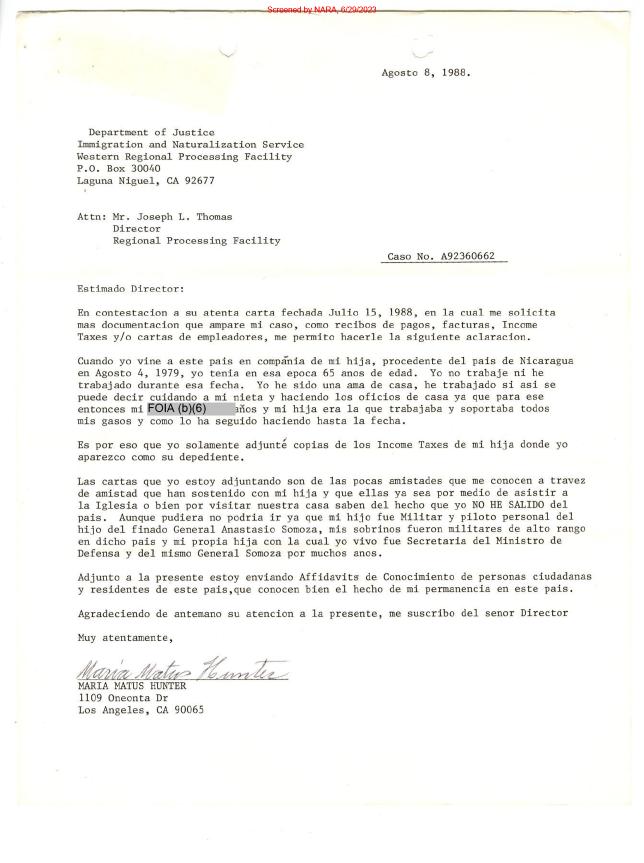 Screened by NARA, 6/29/2023
Agosto 8, 1988.
Department of Justice
Immigration and Naturalization Service
Western Regional Processing Facility
P.O. Box 30040
Laguna Niguel, CA 92677
Attn: Mr. Joseph L. Thomas
Director
Regional Processing Facility
Caso No. A92360662
Estimado Director:
En contestacion a su atenta carta fechada Julio 15, 1988, en la cual me solicita
mas documentacion que ampare mi caso, como recibos de pagos, facturas, Income
Taxes y/o cartas de empleadores, me permito hacerle la siguiente aclaracion.
Cuando yo vine a este pais en compañia de mi hija, procedente del pais de Nicaragua
en Agosto 4, 1979, yo tenia en esa epoca 65 anos de edad. Yo no trabaje ni he
trabajado durante esa fecha. Yo he sido una ama de casa, he trabajado si asi se
puede decir cuidando a mi nieta y haciendo los oficios de casa ya que para ese
entonces mi FOIA (b)(6) años y mi hija era la que trabajaba y soportaba todos
mis gasos y como lo ha seguido haciendo hasta la fecha.
Es por eso que yo solamente adjunté copias de los Income Taxes de mi hija donde yo
aparezco como su depediente.
Las cartas que yo estoy adjuntando son de las pocas amistades que me conocen a travez
de amistad que han sostenido con mi hija y que ellas ya sea por medio de asistir a
la Iglesia o bien por visitar nuestra casa saben del hecho que yo NO HE SALIDO del
pais. Aunque pudiera no podria ir ya que mi hijo fue Militar y piloto personal del
hijo del finado General Anastasio Somoza, mis sobrinos fueron militares de alto rango
en dicho pais y mi propia hija con la cual yo vivo fue Secretaria del Ministro de
Defensa y del mismo General Somoza por muchos anos.
Adjunto a la presente estoy enviando Affidavits de Conocimiento de personas ciudadanas
y residentes de este pais,que conocen bien el hecho de mi permanencia en este pais.
Agradeciendo de antemano su atencion a la presente, me suscribo del senor Director
Muy atentamente,
Maria Matus Hunter
MARIA MATUS HUNTER
1109 Oneonta Dr
Los Angeles, CA 90065